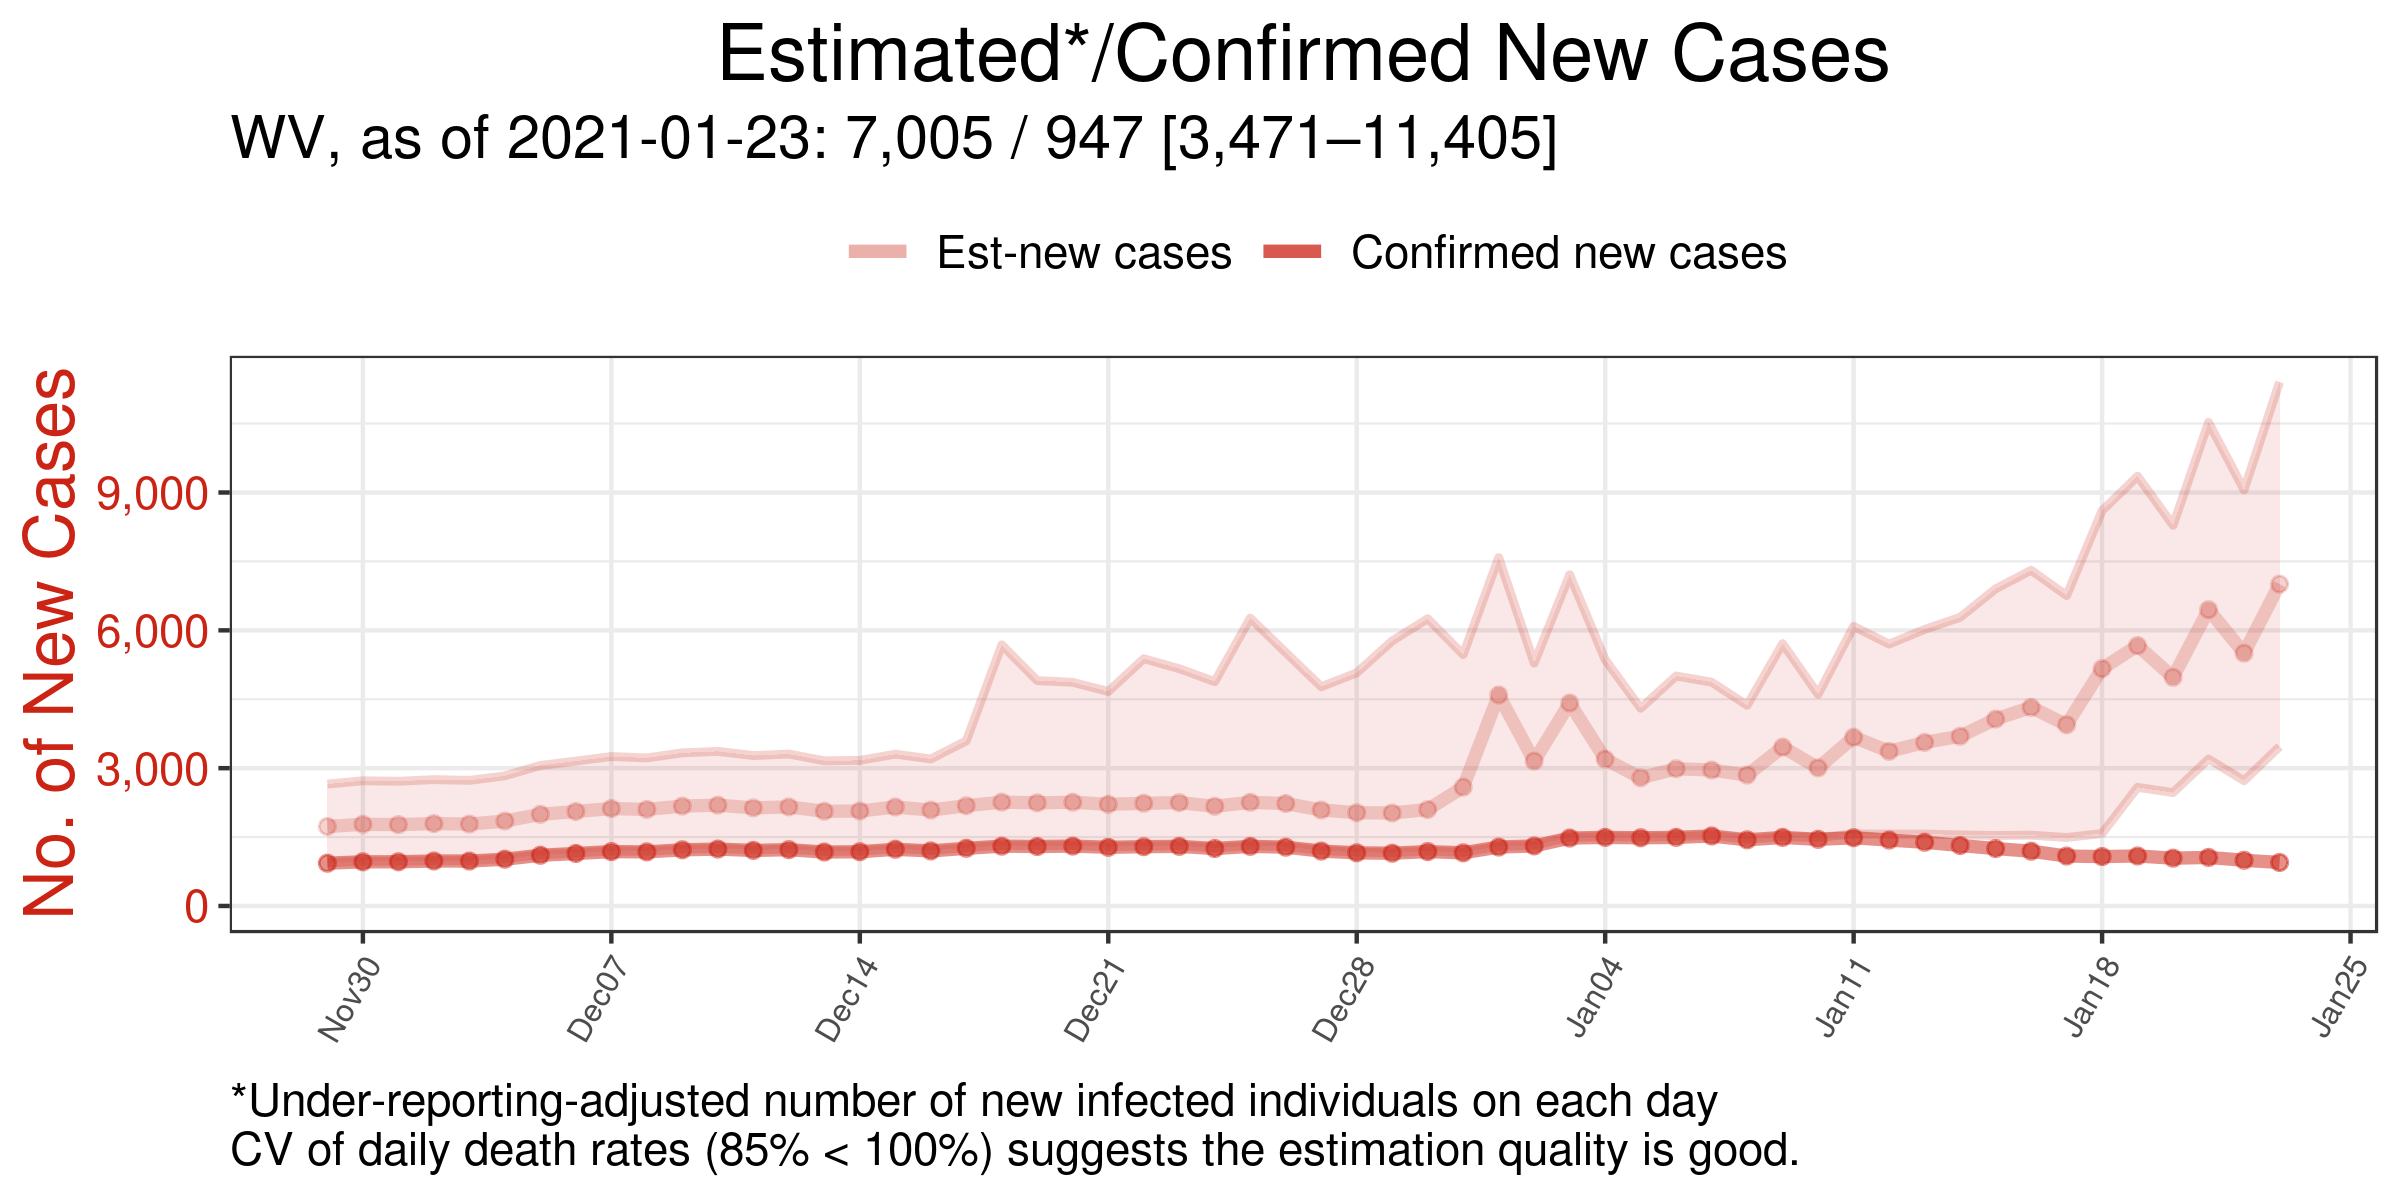 Estimated*/Confirmed New Cases
WV, as of 2021-01-23: 7,005 / 947 [3,471–11,405]
Est-new cases Confirmed new cases
No. of New Cases
9,000
6,000
3,000
0
Nov30 Dec07 Dec14 Dec21 Dec28 Jan04 Jan11 Jan18 Jan25
*Under-reporting-adjusted number of new infected individuals on each day
CV of daily death rates (85% < 100%) suggests the estimation quality is good.